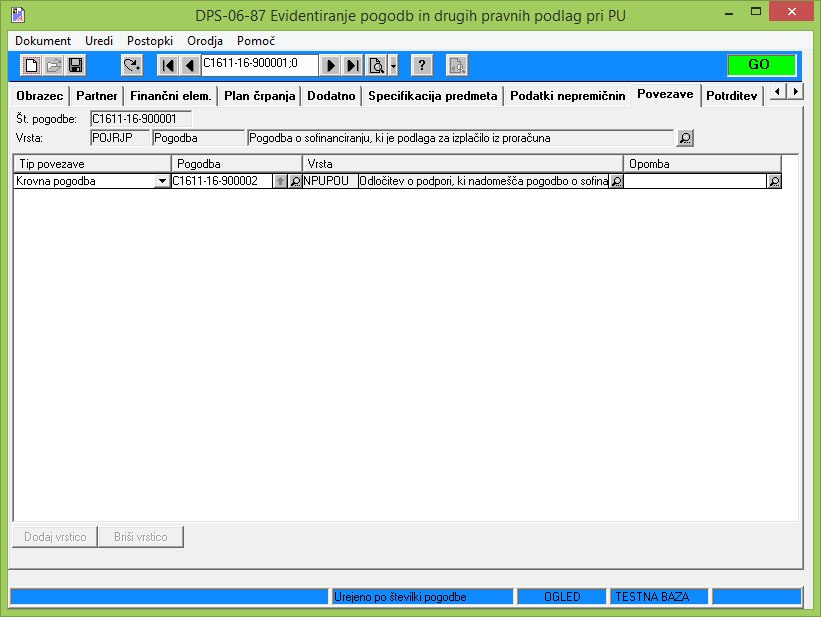 DPS-06-87 Evidentiranje pogodb in drugih pravnih podlag pri PU
Dokument Uredi Postopki Orodja Pomoč
C1611-16-900001;0 ? GO
Obrazec Partner Finančni elem. Plan črpanja Dodatno Specifikacija predmeta Podatki nepremičnin Povezave Potrditev
Št. pogodbe: C1611-16-900001
Vrsta: POJRJP Pogodba Pogodba o sofinanciranju, ki je podlaga za izplačilo iz proračuna
Tip povezave Pogodba Vrsta Opomba
Krovna pogodba C1611-16-900002 NPUPOU Odločitev o podpori, ki nadomešča pogodbo o sofina
Dodaj vrstico Briši vrstico
Urejeno po številki pogodbe OGLED TESTNA BAZA